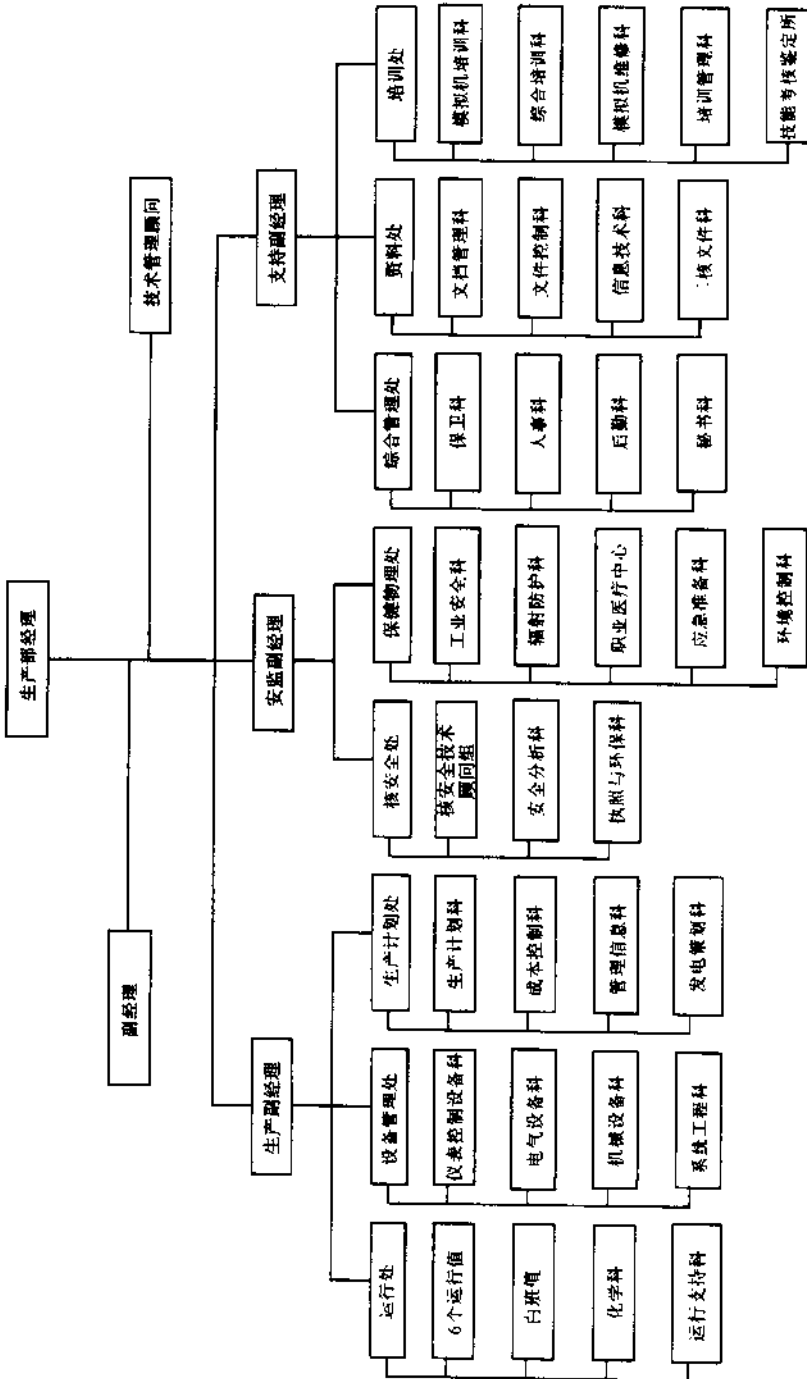 生产部经理
副经理
技术管理顾问
生产副经理
安监副经理
支持副经理
运行处
设备管理处
生产计划处
核安全处
保健物理处
综合管理处
资料处
培训处
6个运行值
仪表控制设备科
生产计划科
核安全技术
顾问组
工业安全科
保卫科
文档管理科
模拟机培训科
白班值
电气设备科
成本控制科
安全分析科
辐射防护科
人事科
文件控制科
综合培训科
化学科
机械设备科
管理信息科
执照与环保科
职业医疗中心
后勤科
信息技术科
模拟机维修科
运行支持科
系统工程科
发电策划科
应急准备科
秘书科
核文件科
培训管理科
环境控制科
技能考核鉴定所